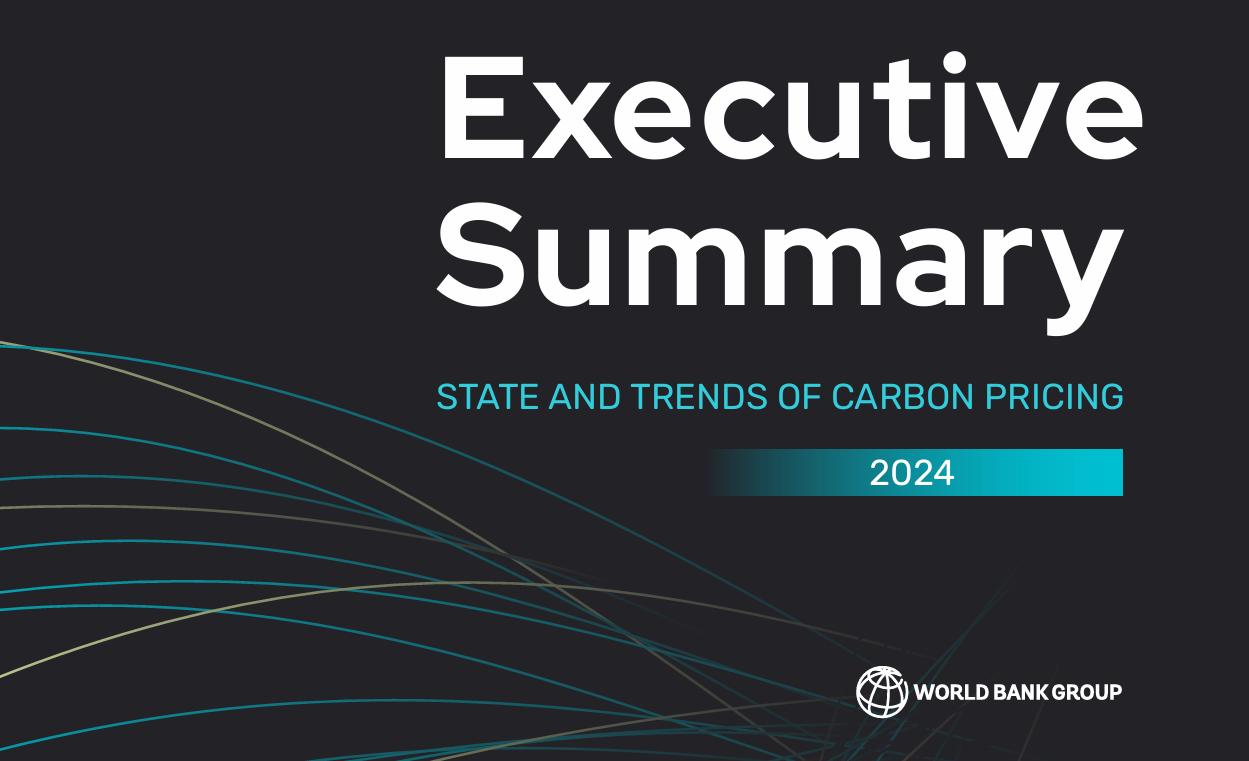 Executive
Summary
STATE AND TRENDS OF CARBON PRICING
2024
WORLD BANK GROUP